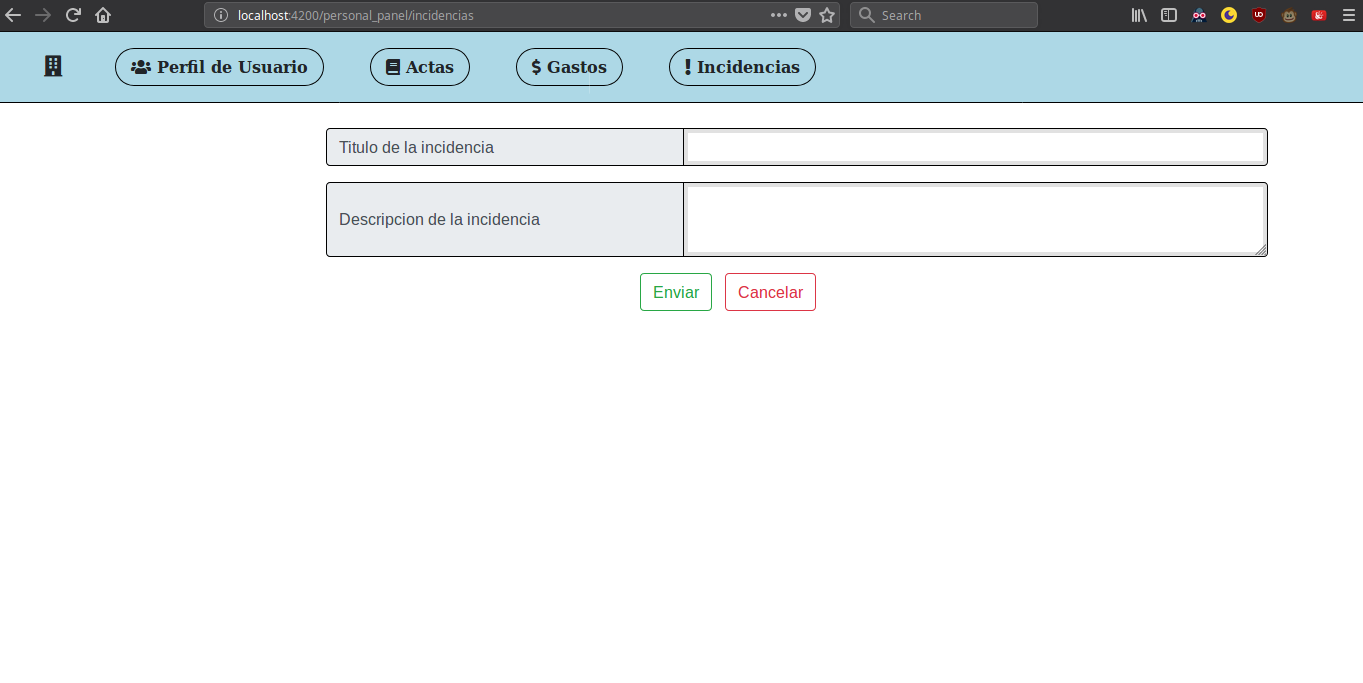 localhost:4200/personal_panel/incidencias
Search
Perfil de Usuario
Actas
$ Gastos
! Incidencias
Titulo de la incidencia
Descripcion de la incidencia
Enviar
Cancelar